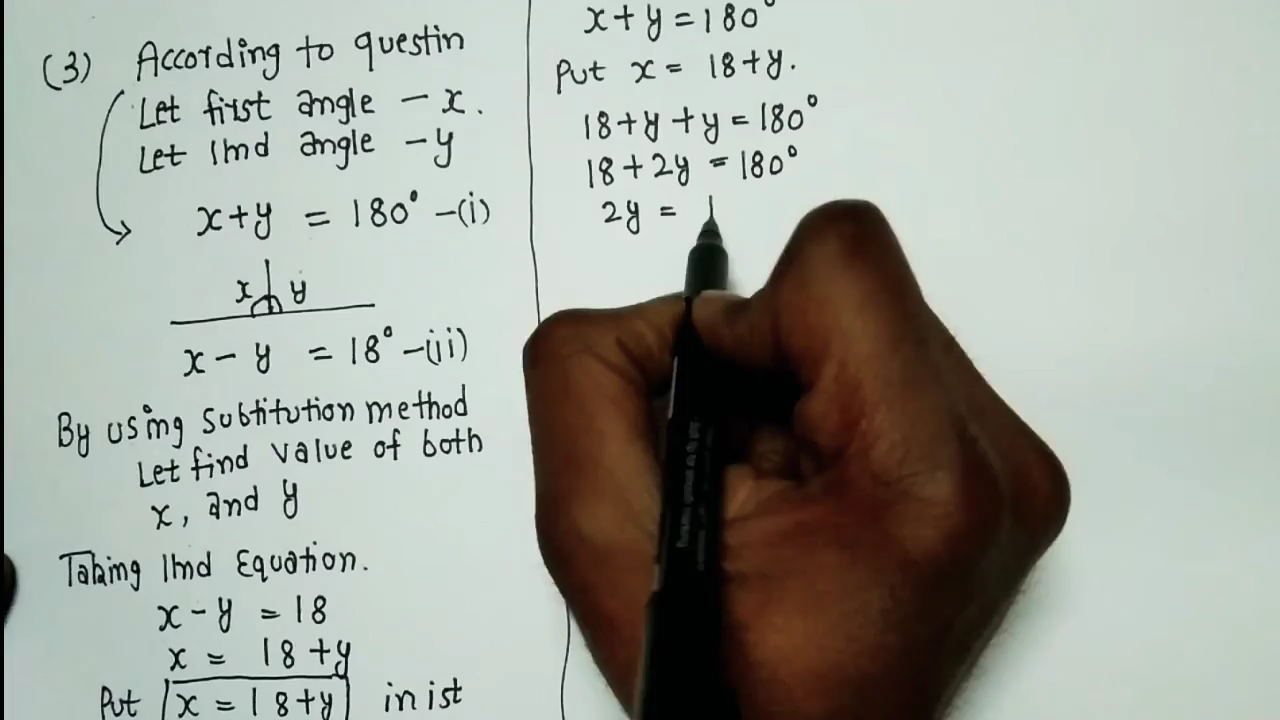 (3) According to questin
Let first angle - x.
Let IInd angle - y
x+y = 180° -(i)
x y
x - y = 18° -(ii)
By using subtitution method
Let find value of both
x, and y
Taking IInd Equation.
x - y = 18
x = 18 + y
Put x = 18+y in ist
x + y = 180°
Put x = 18+y.
18+y+y = 180°
18+2y = 180°
2y = 1